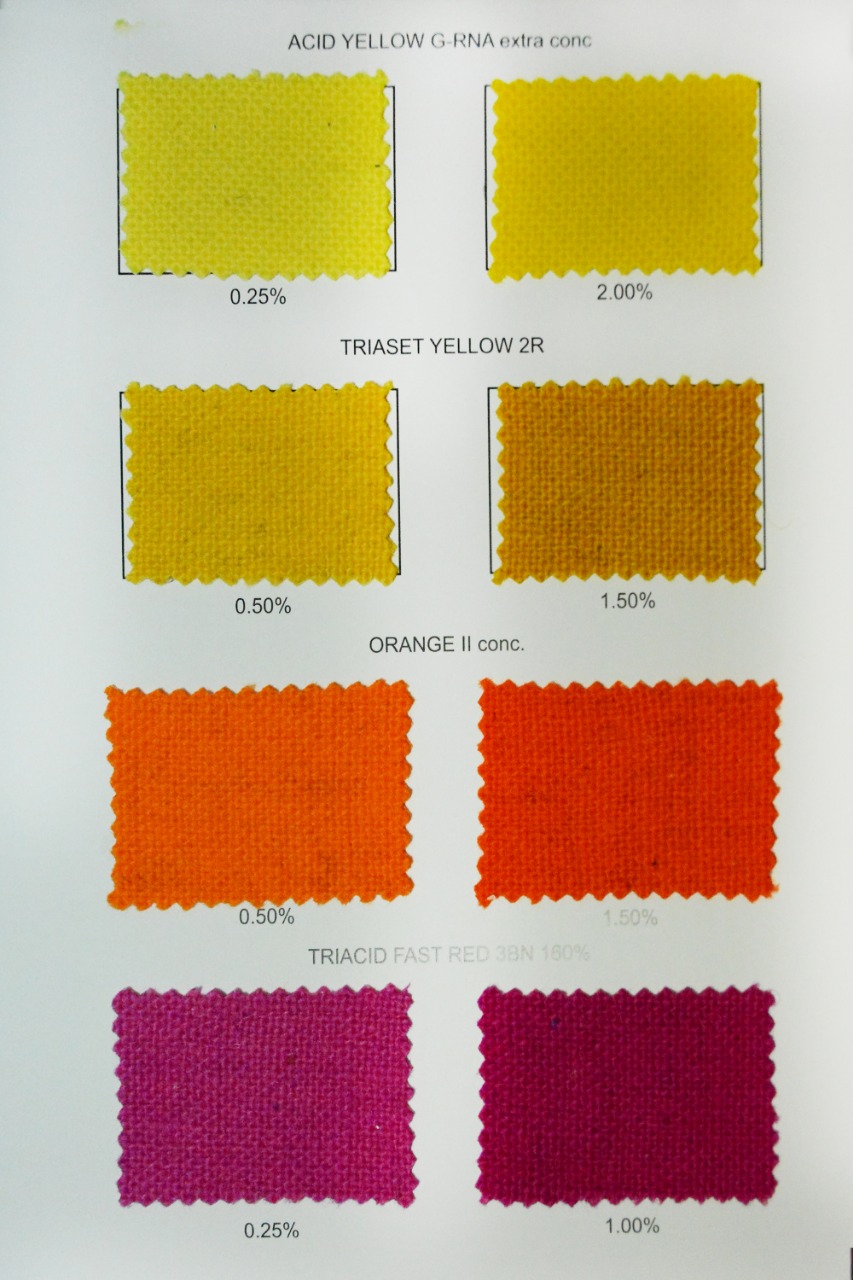 ACID YELLOW G-RNA extra conc
0.25% 2.00%
TRIASET YELLOW 2R
0.50% 1.50%
ORANGE II conc.
0.50% 1.50%
TRIACID FAST RED 3BN 160%
0.25% 1.00%